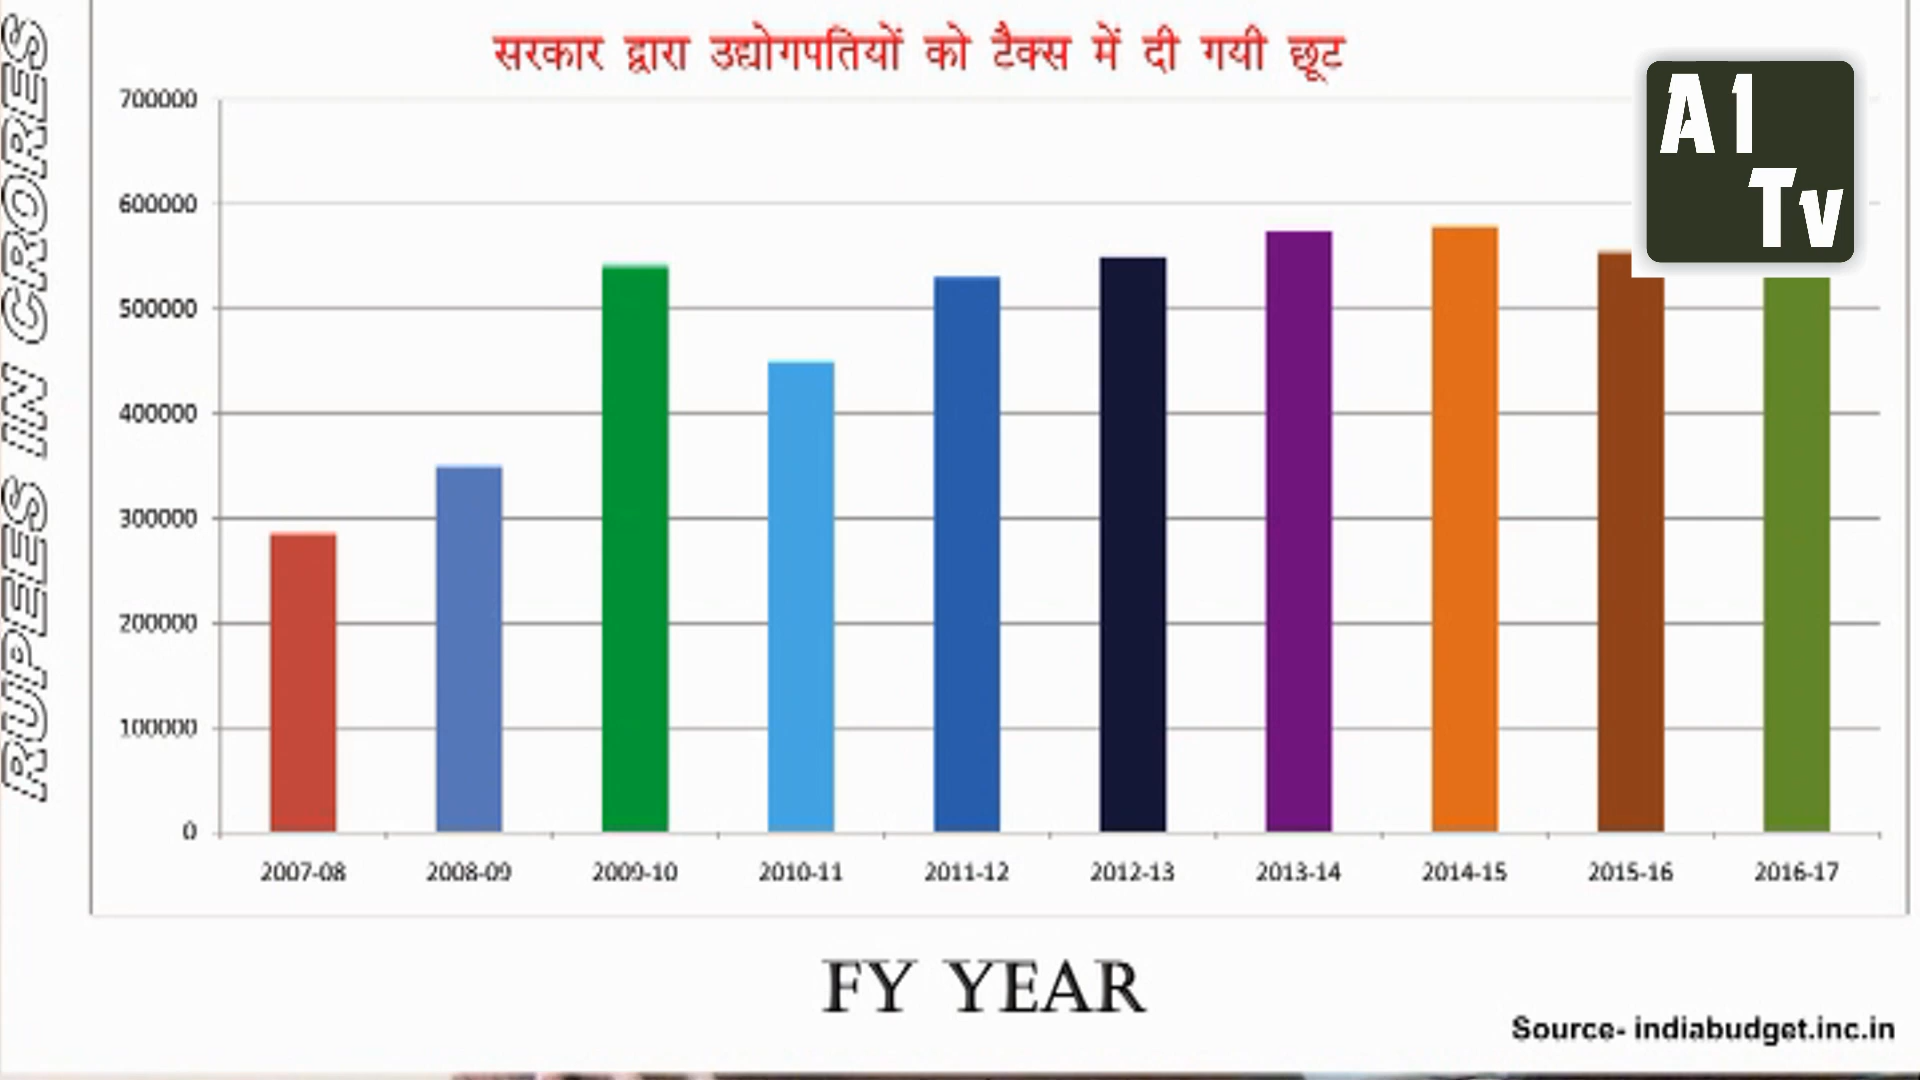 सरकार द्वारा उद्योगपतियों को टैक्स में दी गयी छूट
A1
Tv
RUPEES IN CRORES
700000
600000
500000
400000
300000
200000
100000
0
2007-08 2008-09 2009-10 2010-11 2011-12 2012-13 2013-14 2014-15 2015-16 2016-17
FY YEAR
Source- indiabudget.inc.in